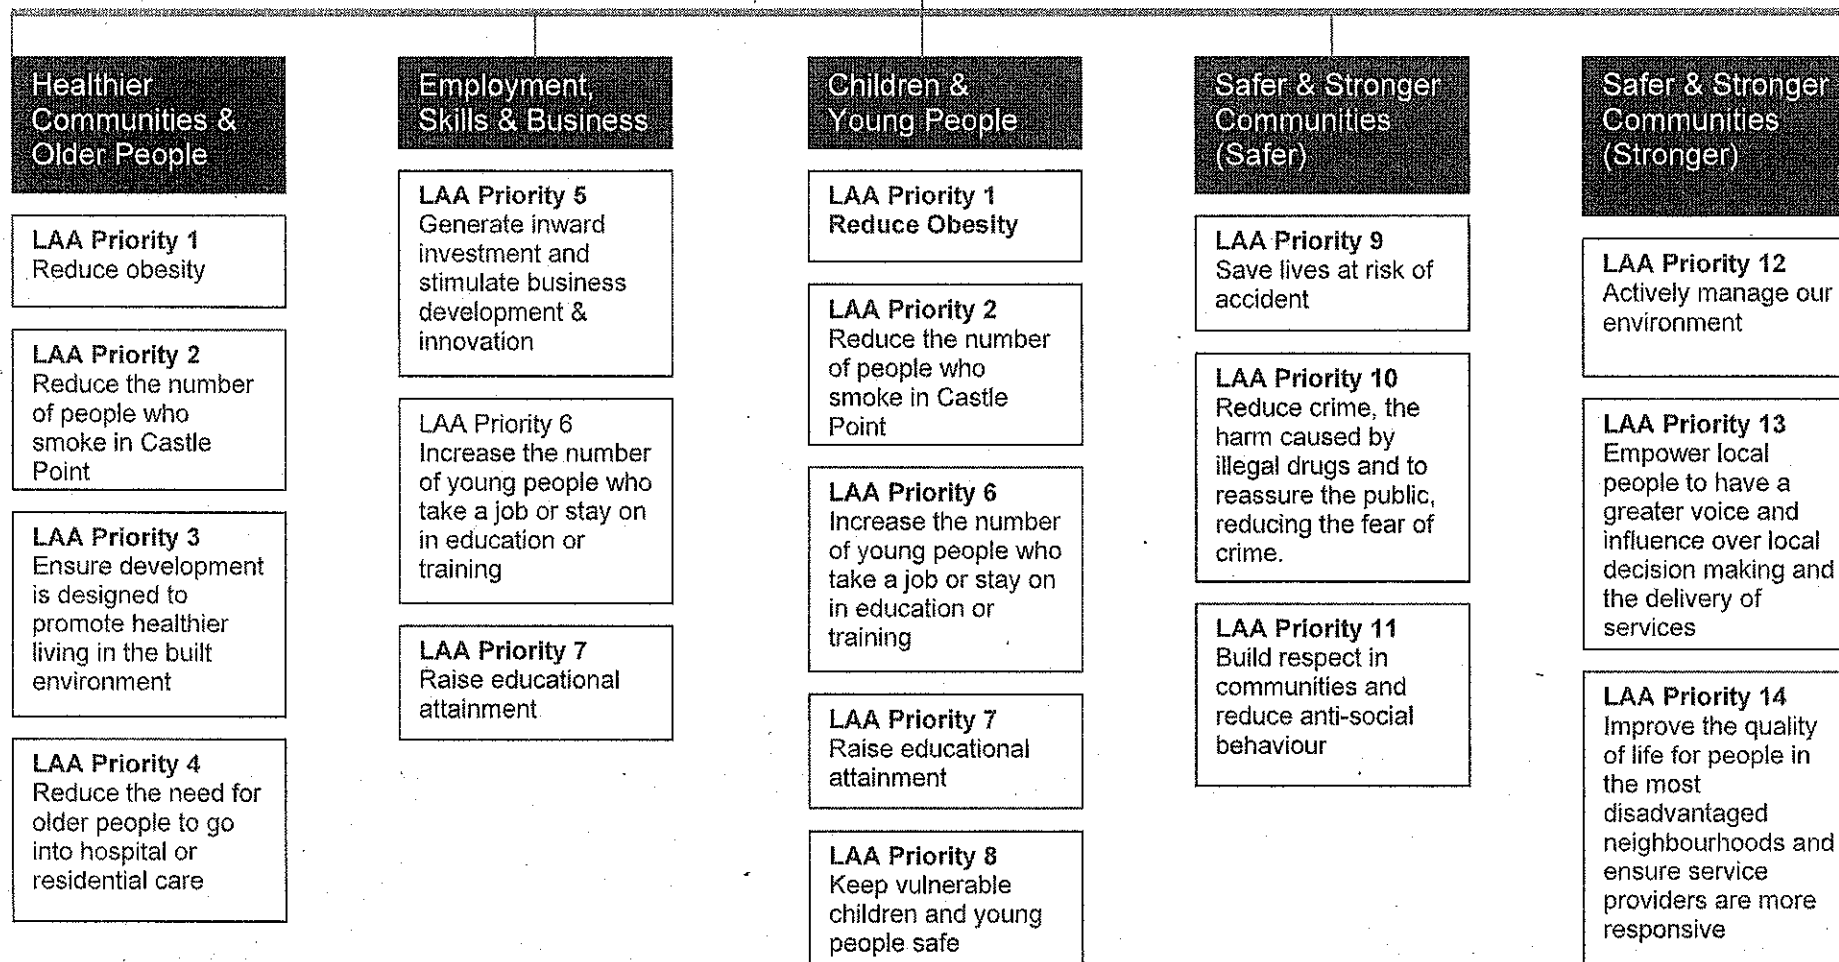 Healthier
Communities &
Older People
LAA Priority 1
Reduce obesity
LAA Priority 2
Reduce the number
of people who
smoke in Castle
Point
LAA Priority 3
Ensure development
is designed to
promote healthier
living in the built
environment
LAA Priority 4
Reduce the need for
older people to go
into hospital or
residential care
Employment,
Skills & Business
LAA Priority 5
Generate inward
investment and
stimulate business
development &
innovation
LAA Priority 6
Increase the number
of young people who
take a job or stay on
in education or
training
LAA Priority 7
Raise educational
attainment
Children &
Young People
LAA Priority 1
Reduce Obesity
LAA Priority 2
Reduce the number
of people who
smoke in Castle
Point
LAA Priority 6
Increase the number
of young people who
take a job or stay on
in education or
training
LAA Priority 7
Raise educational
attainment
LAA Priority 8
Keep vulnerable
children and young
people safe
Safer & Stronger
Communities
(Safer)
LAA Priority 9
Save lives at risk of
accident
LAA Priority 10
Reduce crime, the
harm caused by
illegal drugs and to
reassure the public,
reducing the fear of
crime.
LAA Priority 11
Build respect in
communities and
reduce anti-social
behaviour
Safer & Stronger
Communities
(Stronger)
LAA Priority 12
Actively manage our
environment
LAA Priority 13
Empower local
people to have a
greater voice and
influence over local
decision making and
the delivery of
services
LAA Priority 14
Improve the quality
of life for people in
the most
disadvantaged
neighbourhoods and
ensure service
providers are more
responsive